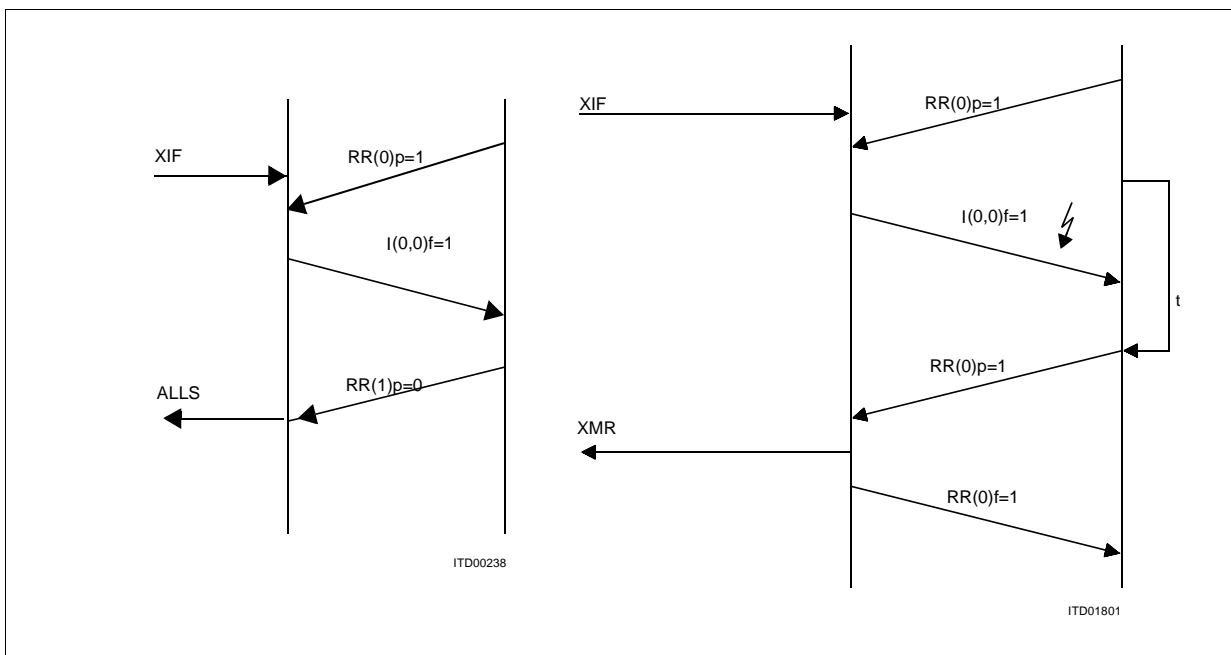 XIF
RR(0)p=1
I(0,0)f=1
ALLS
RR(1)p=0
ITD00238
XIF
RR(0)p=1
I(0,0)f=1
t
RR(0)p=1
XMR
RR(0)f=1
ITD01801